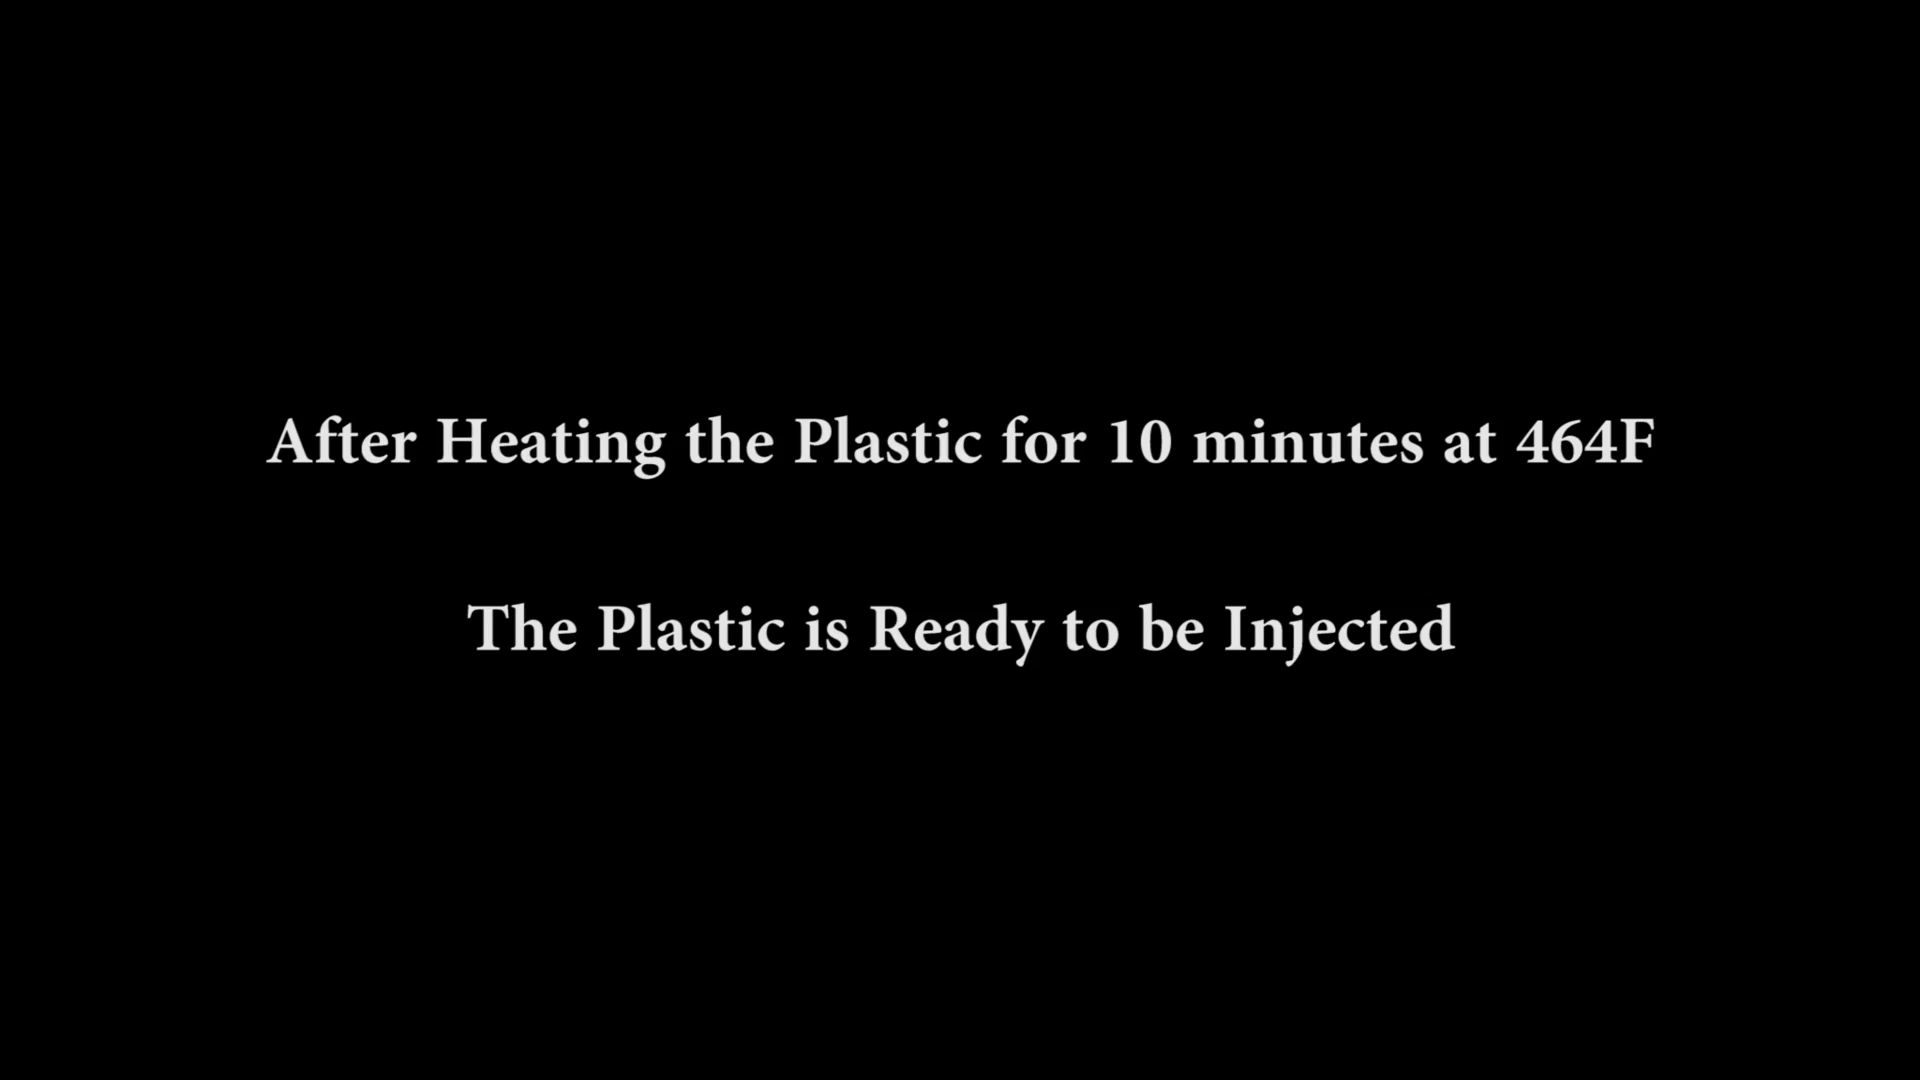 After Heating the Plastic for 10 minutes at 464F
The Plastic is Ready to be Injected